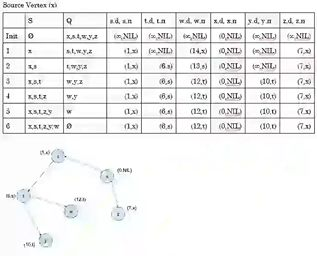 Source Vertex (x)
S Q s.d, s.π t.d, t.π w.d, w.π x.d, x.π y.d, y.π z.d, z.π
Init Ø x,s,t,w,y,z (∞,NIL) (∞,NIL) (∞,NIL) (0,NIL) (∞,NIL) (∞,NIL)
1 x s,t,w,y,z (1,x) (∞,NIL) (14,x) (0,NIL) (∞,NIL) (7,x)
2 x,s t,w,y,z (1,x) (6,s) (13,s) (0,NIL) (∞,NIL) (7,x)
3 x,s,t w,y,z (1,x) (6,s) (12,t) (0,NIL) (10,t) (7,x)
4 x,s,t,z w,y (1,x) (6,s) (12,t) (0,NIL) (10,t) (7,x)
5 x,s,t,z,y w (1,x) (6,s) (12,t) (0,NIL) (10,t) (7,x)
6 x,s,t,z,y,w Ø (1,x) (6,s) (12,t) (0,NIL) (10,t) (7,x)
(1,x)
(0,NIL)
(6,s)
(12,t)
(7,x)
(10,t)